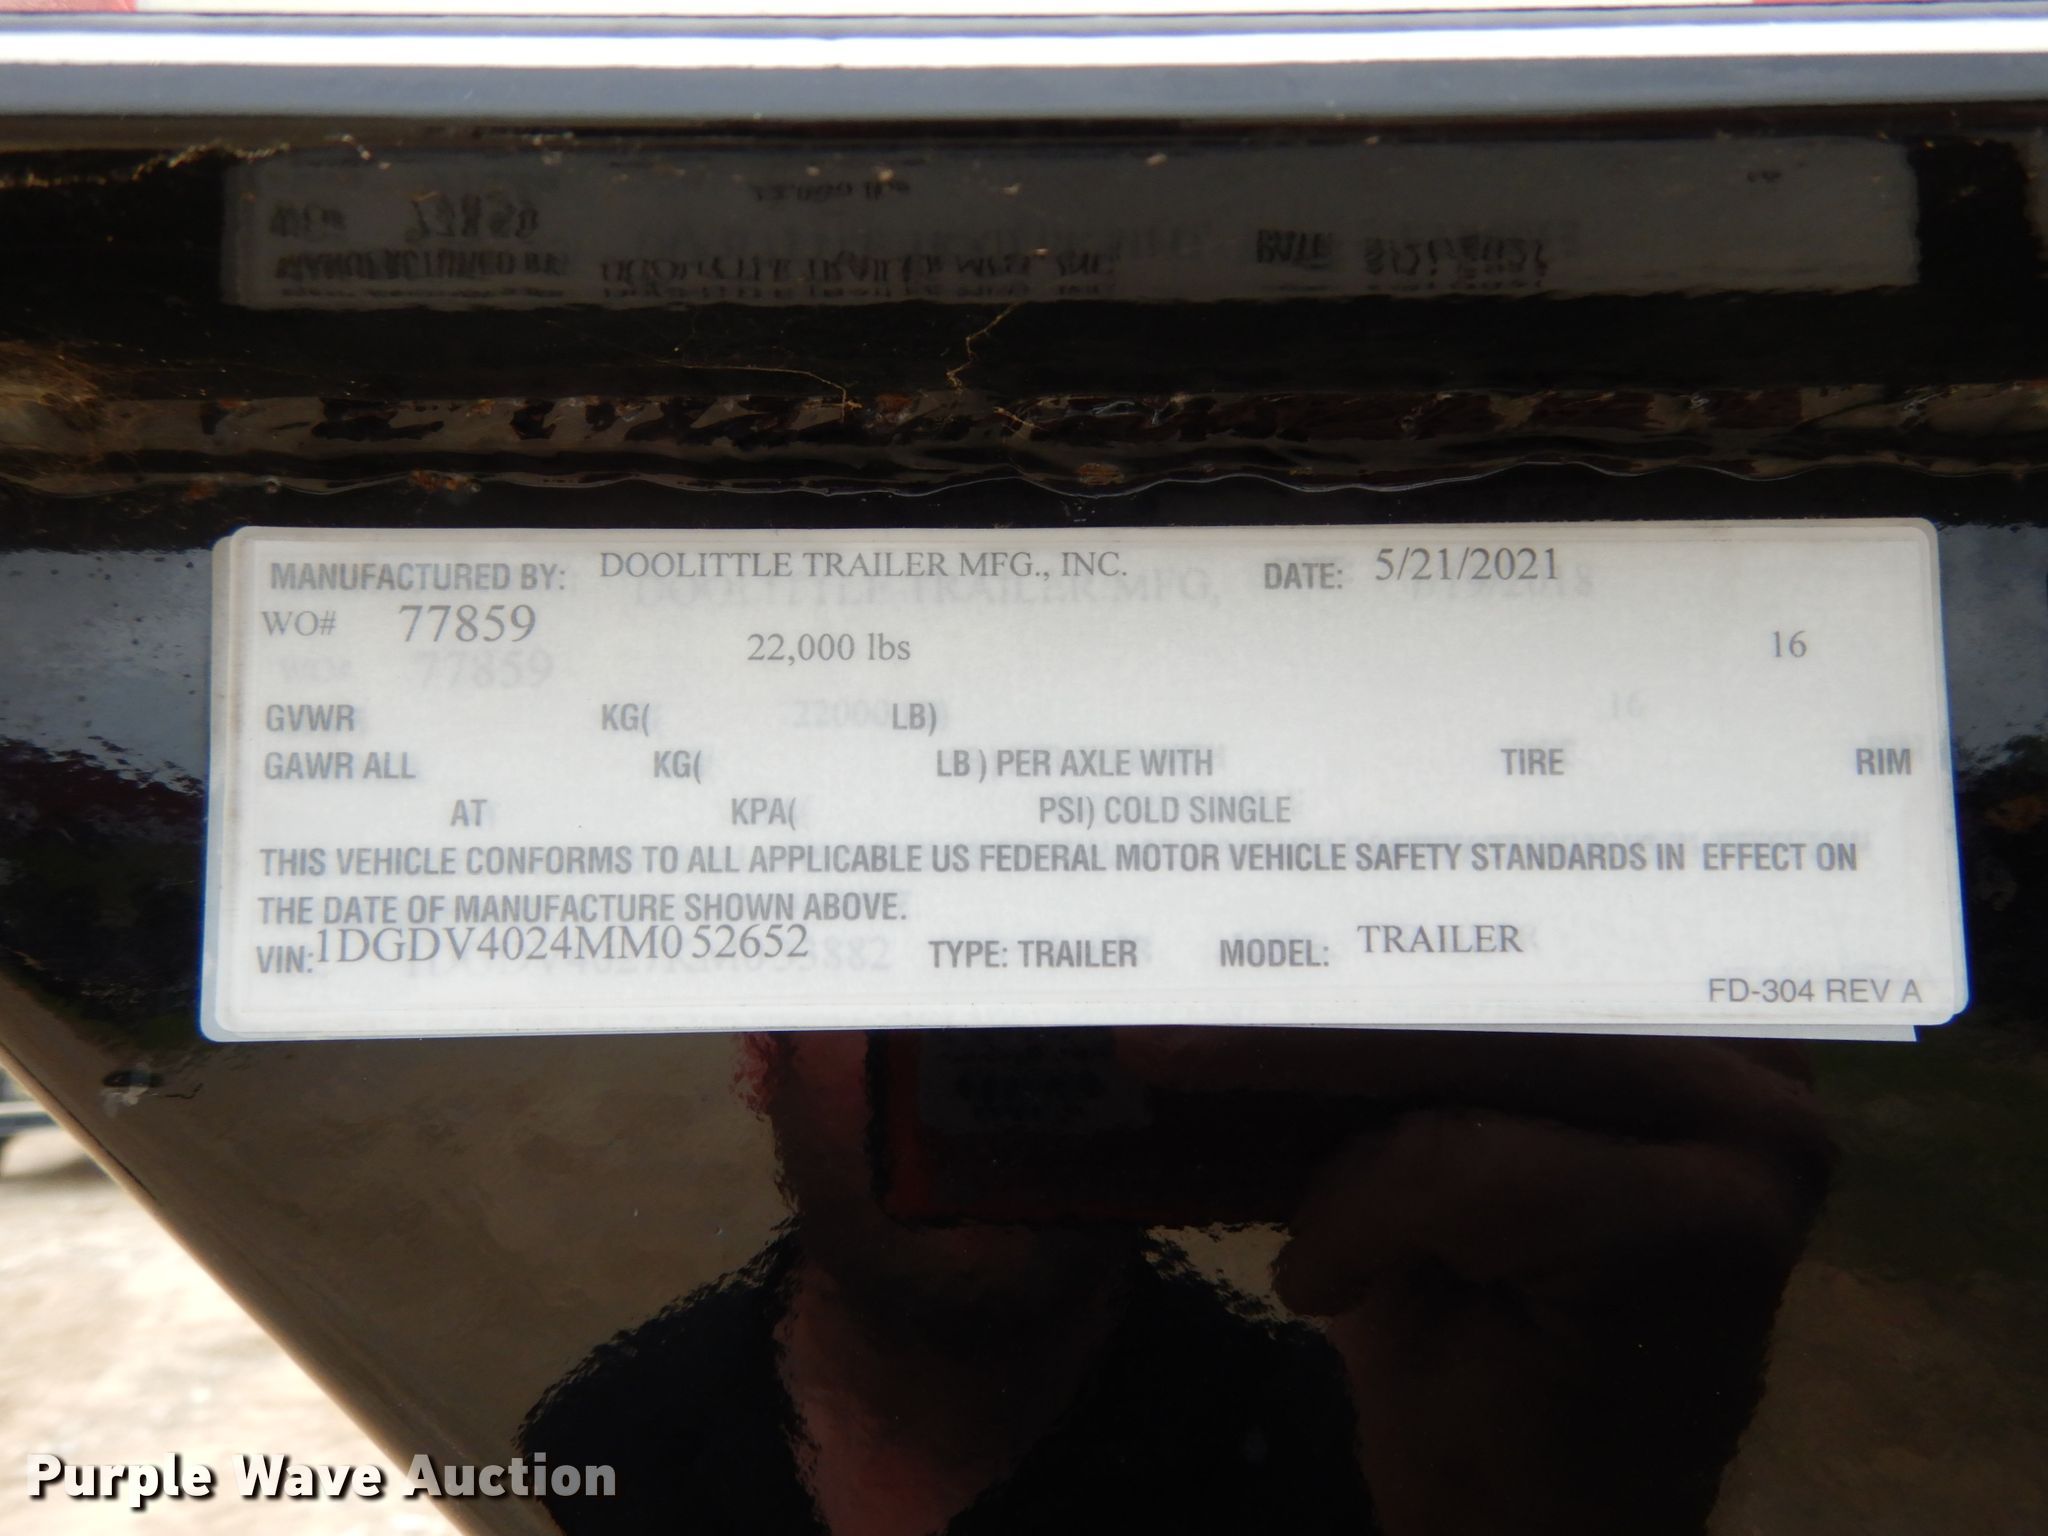 MANUFACTURED BY: DOOLITTLE TRAILER MFG., INC. DATE: 5/21/2021
WO# 77859
22,000 lbs 16
GVWR KG( LB)
GAWR ALL KG( LB) PER AXLE WITH TIRE RIM
AT KPA( PSI) COLD SINGLE
THIS VEHICLE CONFORMS TO ALL APPLICABLE US FEDERAL MOTOR VEHICLE SAFETY STANDARDS IN EFFECT ON
THE DATE OF MANUFACTURE SHOWN ABOVE.
VIN: 1DGDV4024MM052652 TYPE: TRAILER MODEL: TRAILER
FD-304 REV A
Purple Wave Auction